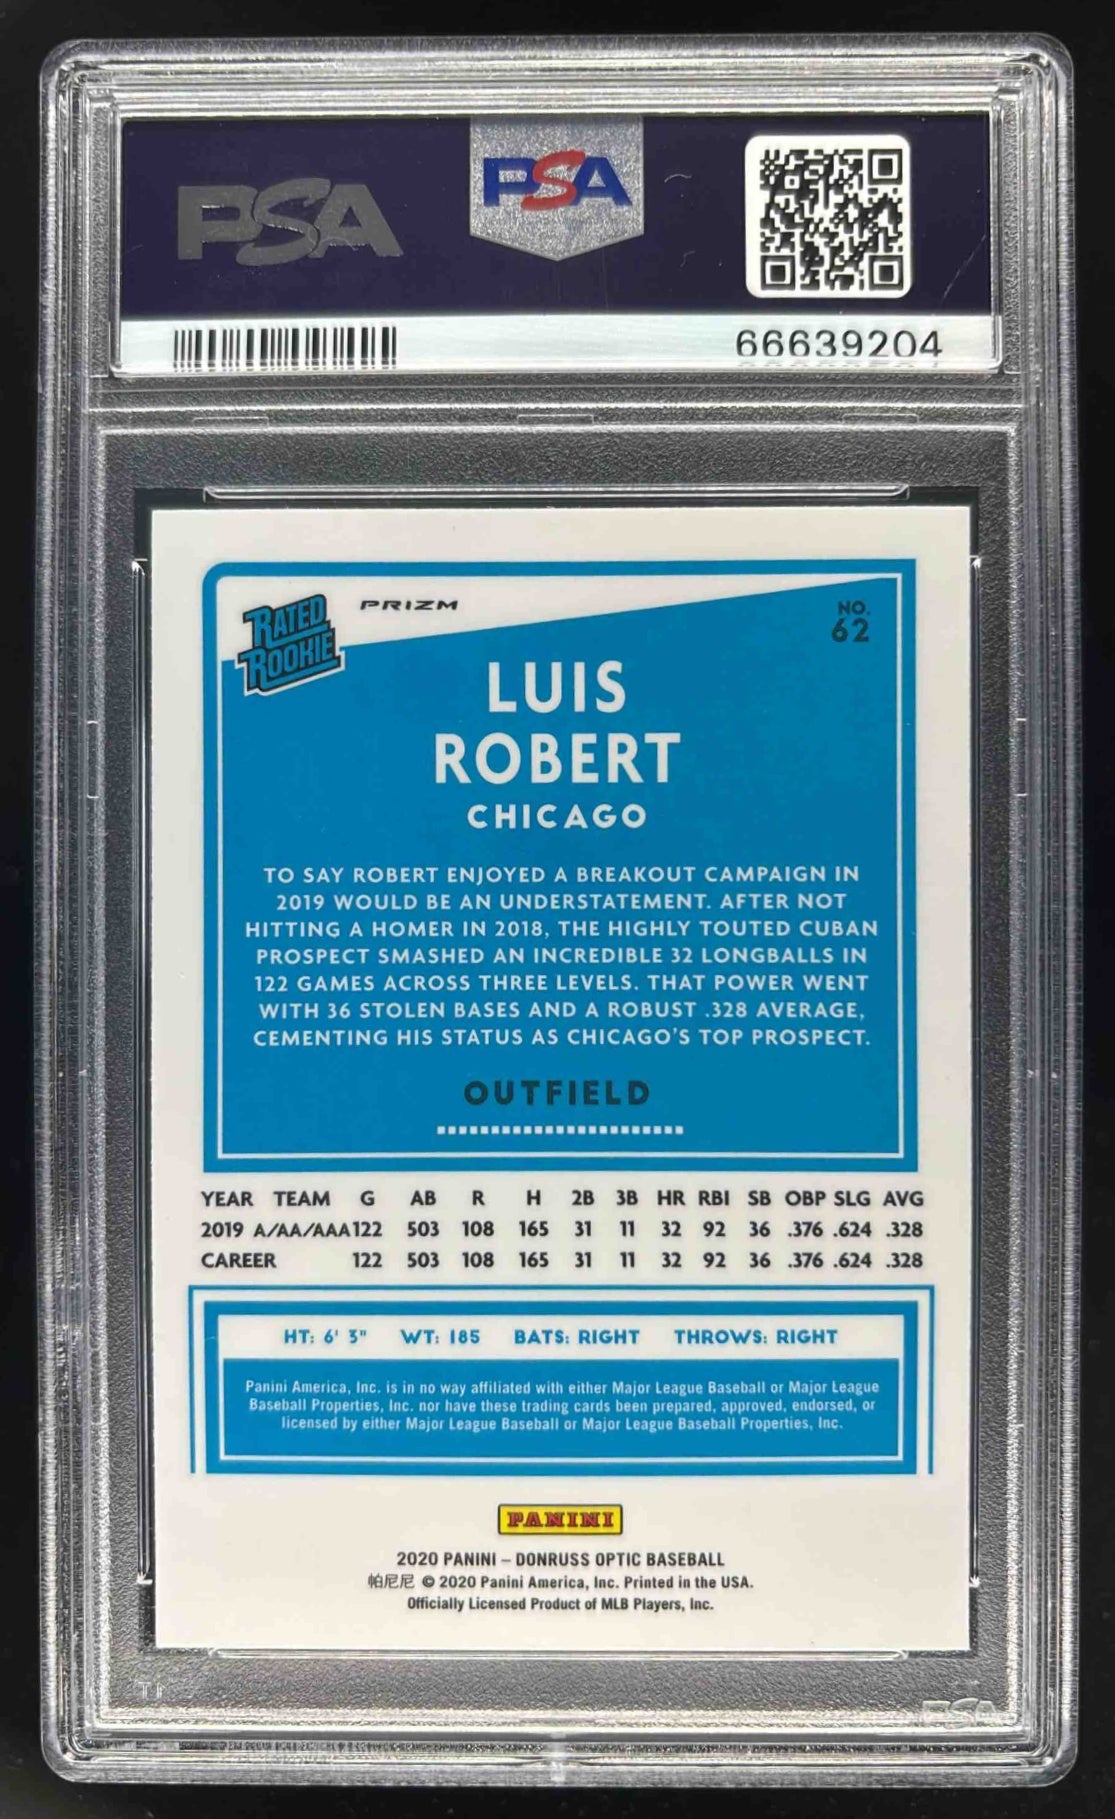 PSA
PSA
66639204
RATED
ROOKIE
PRIZM
NO.
62
LUIS
ROBERT
CHICAGO
TO SAY ROBERT ENJOYED A BREAKOUT CAMPAIGN IN
2019 WOULD BE AN UNDERSTATEMENT. AFTER NOT
HITTING A HOMER IN 2018, THE HIGHLY TOUTED CUBAN
PROSPECT SMASHED AN INCREDIBLE 32 LONGBALLS IN
122 GAMES ACROSS THREE LEVELS. THAT POWER WENT
WITH 36 STOLEN BASES AND A ROBUST .328 AVERAGE,
CEMENTING HIS STATUS AS CHICAGO'S TOP PROSPECT.
OUTFIELD
YEAR TEAM G AB R H 2B 3B HR RBI SB OBP SLG AVG
2019 A/AA/AAA 122 503 108 165 31 11 32 92 36 .376 .624 .328
CAREER 122 503 108 165 31 11 32 92 36 .376 .624 .328
HT: 6' 3" WT: 185 BATS: RIGHT THROWS: RIGHT
Panini America, Inc. is in no way affiliated with either Major League Baseball or Major League
Baseball Properties, Inc. nor have these trading cards been prepared, approved, endorsed, or
licensed by either Major League Baseball or Major League Baseball Properties, Inc.
PANINI
2020 PANINI – DONRUSS OPTIC BASEBALL
帕尼尼 © 2020 Panini America, Inc. Printed in the USA.
Officially Licensed Product of MLB Players, Inc.
PSA